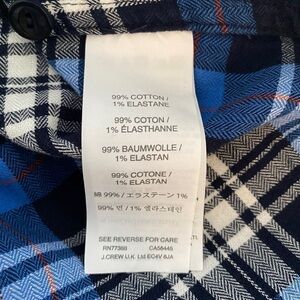 99% COTTON /
1% ELASTANE
99% COTON /
1% ÉLASTHANNE
99% BAUMWOLLE /
1% ELASTAN
99% COTONE /
1% ELASTAN
綿 99% / エラステーン 1%
99% 면 / 1% 엘라스테인
SEE REVERSE FOR CARE
RN77388 CA56445
J.CREW U.K Ltd EC4V 6JA